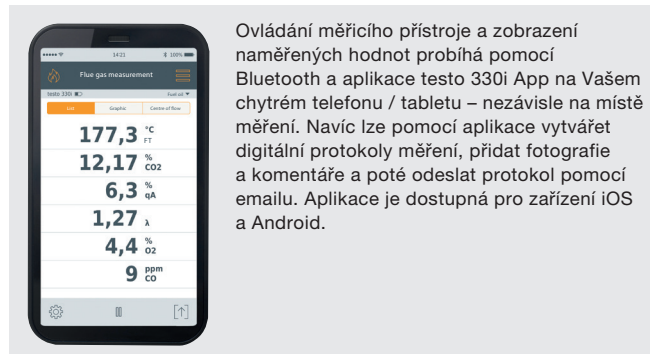 14:21
100%
Flue gas measurement
testo 330i
Fuel oil
List Graphic Centre of flow
177,3 °C FT
12,17 % CO2
6,3 % qA
1,27 λ
4,4 % O2
9 ppm CO
Ovládání měřicího přístroje a zobrazení
naměřených hodnot probíhá pomocí
Bluetooth a aplikace testo 330i App na Vašem
chytrém telefonu / tabletu – nezávisle na místě
měření. Navíc lze pomocí aplikace vytvářet
digitální protokoly měření, přidat fotografie
a komentáře a poté odeslat protokol pomocí
emailu. Aplikace je dostupná pro zařízení iOS
a Android.